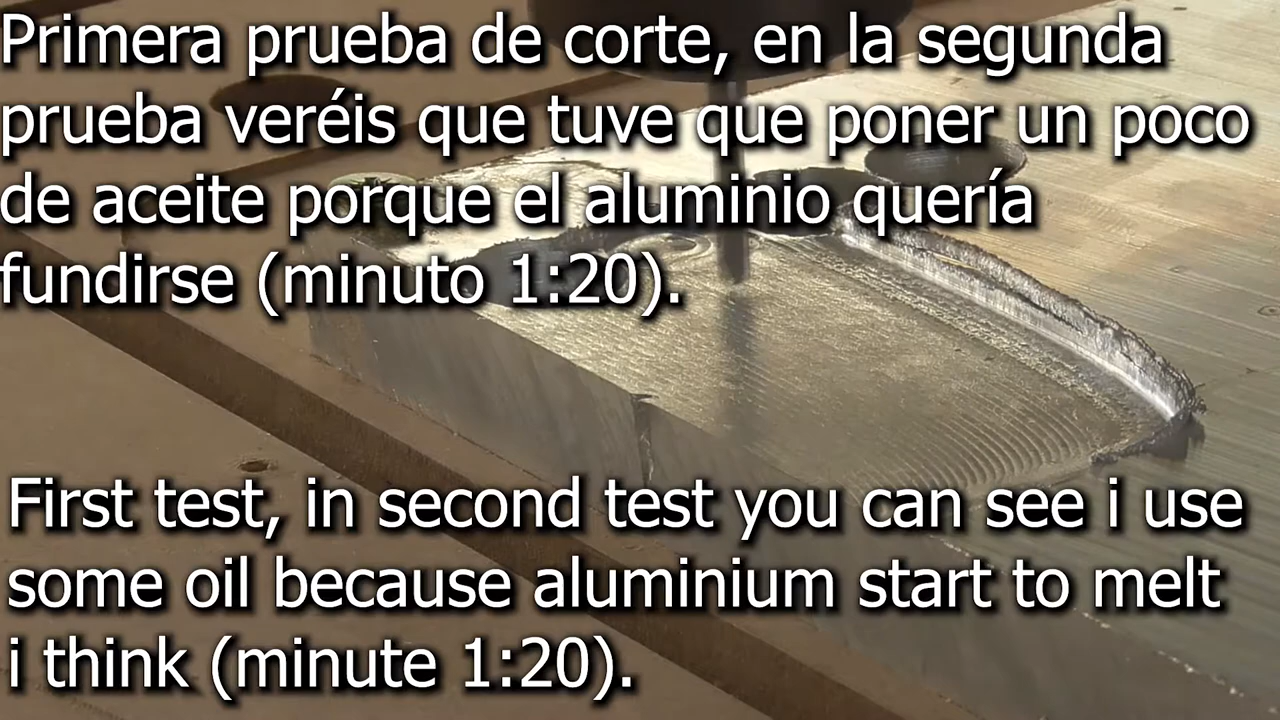 Primera prueba de corte, en la segunda
prueba veréis que tuve que poner un poco
de aceite porque el aluminio quería
fundirse (minuto 1:20).
First test, in second test you can see i use
some oil because aluminium start to melt
i think (minute 1:20).